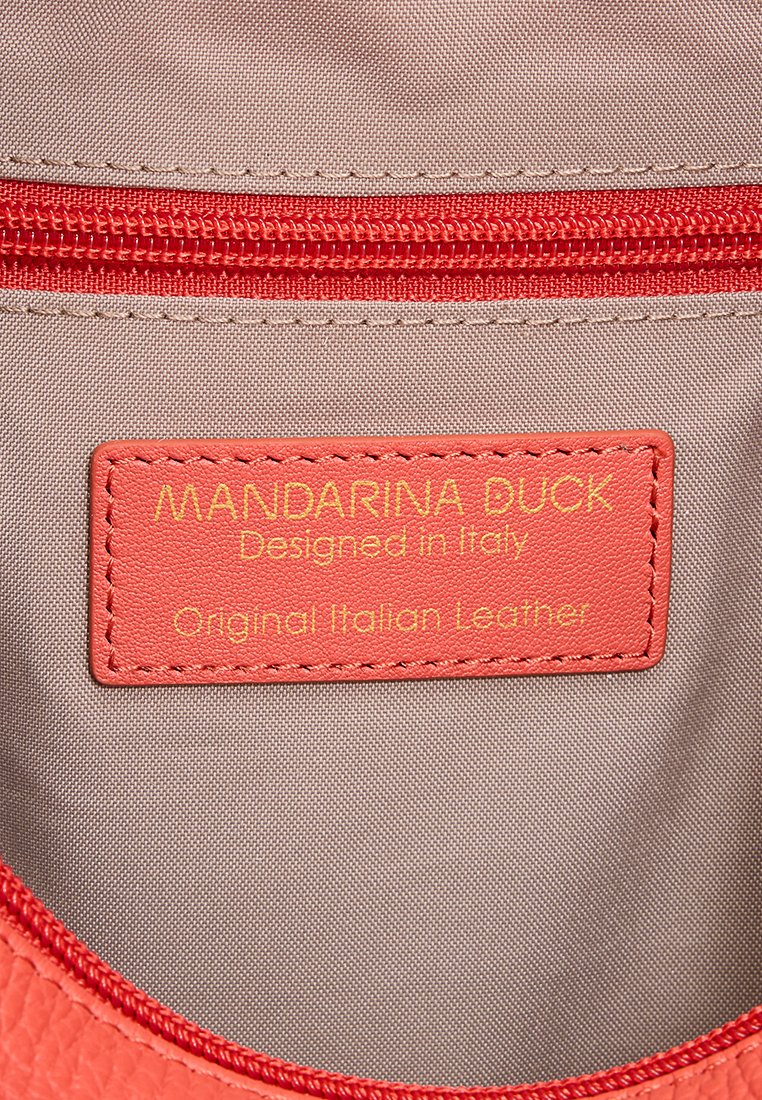 MANDARINA DUCK
Designed in Italy
Original Italian Leather